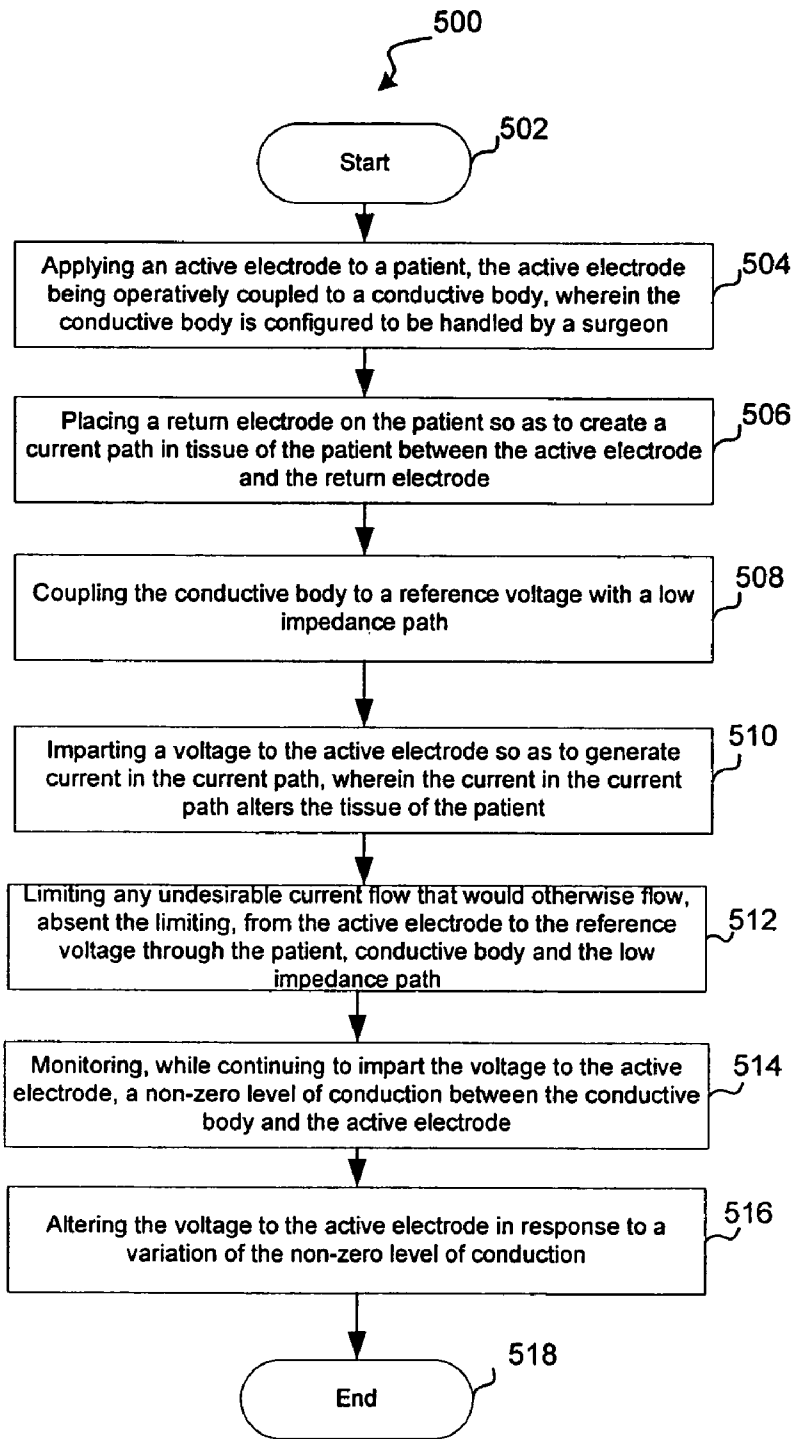 500
502
Start
Applying an active electrode to a patient, the active electrode
being operatively coupled to a conductive body, wherein the
conductive body is configured to be handled by a surgeon
504
Placing a return electrode on the patient so as to create a
current path in tissue of the patient between the active electrode
and the return electrode
506
Coupling the conductive body to a reference voltage with a low
impedance path
508
Imparting a voltage to the active electrode so as to generate
current in the current path, wherein the current in the current
path alters the tissue of the patient
510
Limiting any undesirable current flow that would otherwise flow,
absent the limiting, from the active electrode to the reference
voltage through the patient, conductive body and the low
impedance path
512
Monitoring, while continuing to impart the voltage to the active
electrode, a non-zero level of conduction between the conductive
body and the active electrode
514
Altering the voltage to the active electrode in response to a
variation of the non-zero level of conduction
516
518
End